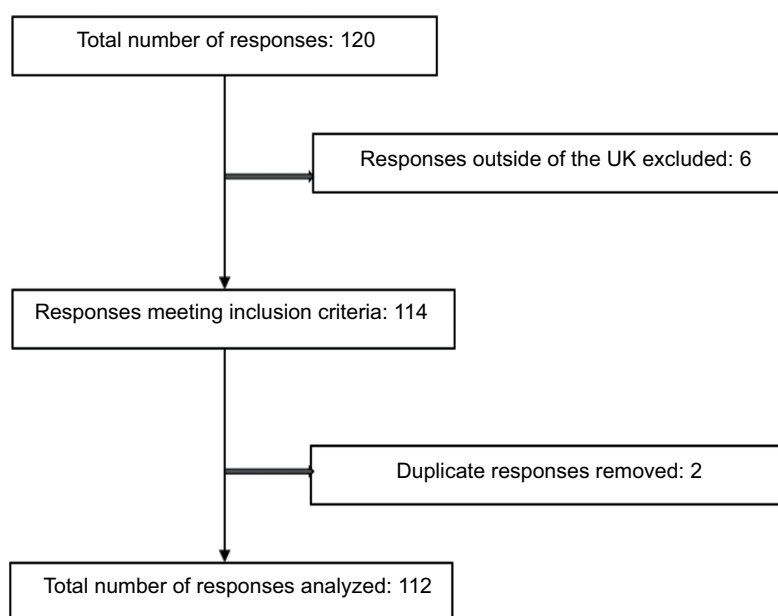 Total number of responses: 120
Responses outside of the UK excluded: 6
Responses meeting inclusion criteria: 114
Duplicate responses removed: 2
Total number of responses analyzed: 112